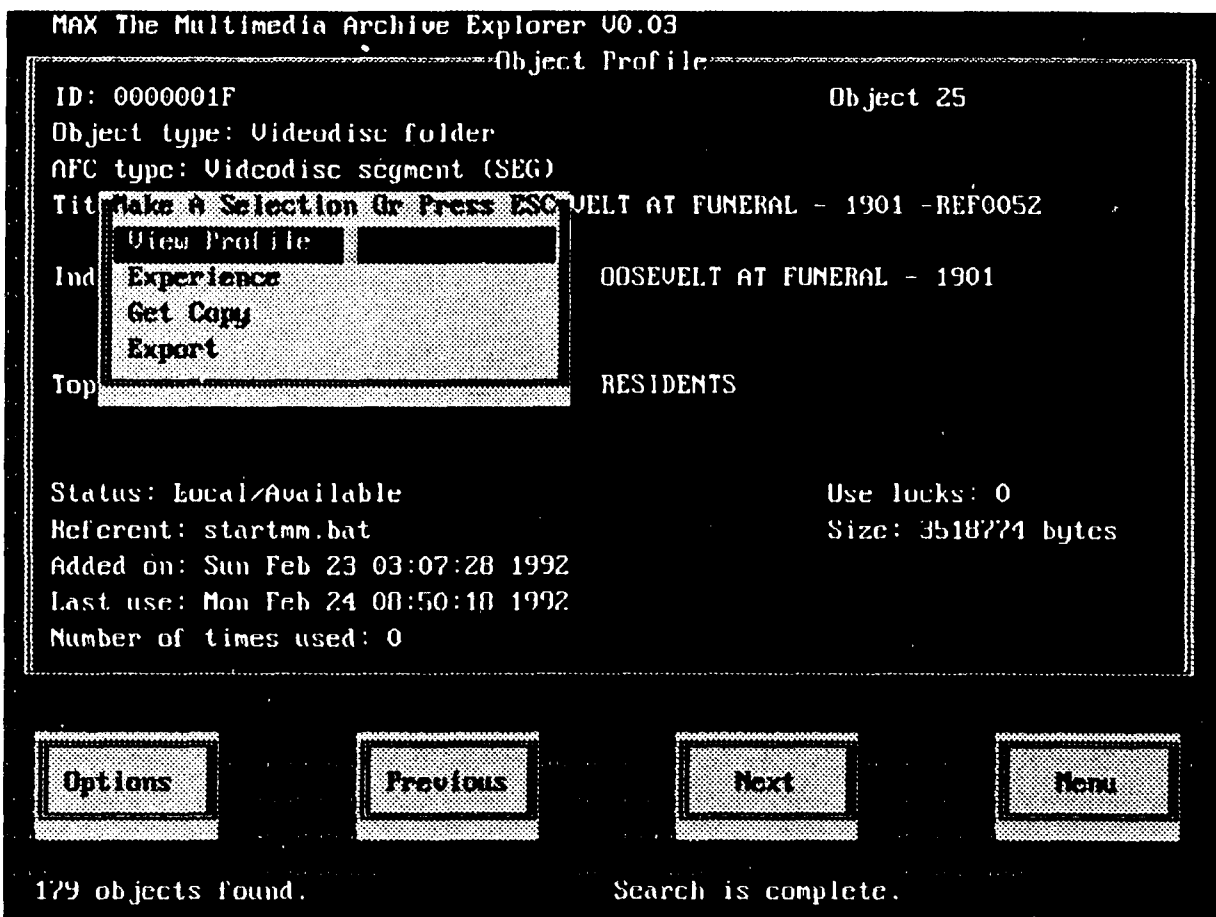 MAX The Multimedia Archive Explorer V0.03
Object Profile
ID: 0000001F Object 25
Object type: Videodisc folder
AFC type: Videodisc segment (SEG)
Tit Make A Selection Or Press ESC VELT AT FUNERAL - 1901 -REF0052
View Profile
Ind Experience OOSEVELT AT FUNERAL - 1901
Get Copy
Export
Top RESIDENTS
Status: Local/Available Use locks: 0
Referent: startmm.bat Size: 3518774 bytes
Added on: Sun Feb 23 03:07:28 1992
Last use: Mon Feb 24 08:50:18 1992
Number of times used: 0
Options Previous Next Menu
179 objects found. Search is complete.